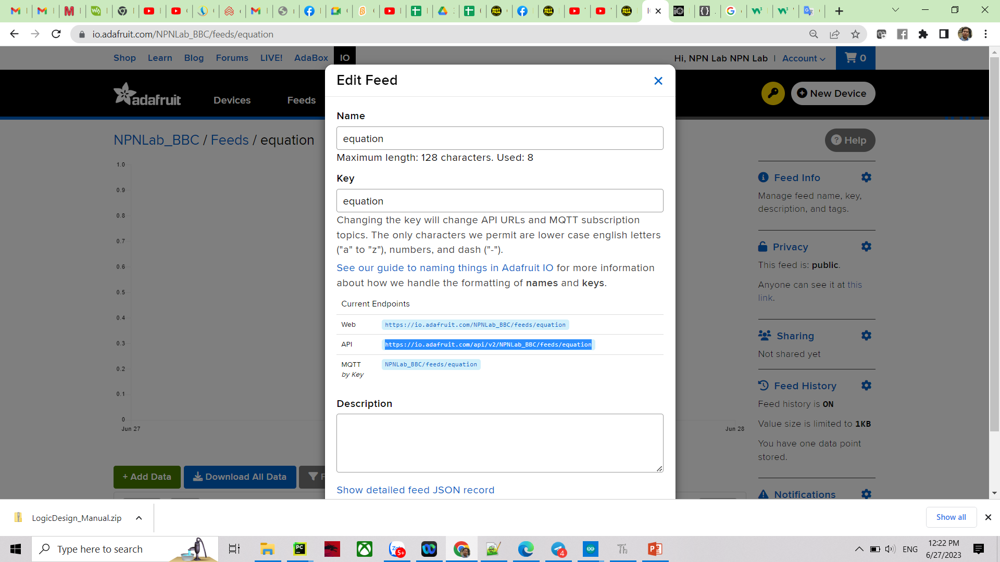 io.adafruit.com/NPNLab_BBC/feeds/equation
Shop Learn Blog Forums LIVE! AdaBox IO
Hi, NPN Lab NPN Lab | Account 0
adafruit Devices Feeds
New Device
Edit Feed
NPNLab_BBC / Feeds / equation
Help
Name
equation
Maximum length: 128 characters. Used: 8
Key
equation
Changing the key will change API URLs and MQTT subscription
topics. The only characters we permit are lower case english letters
("a" to "z"), numbers, and dash ("-").
See our guide to naming things in Adafruit IO for more information
about how we handle the formatting of names and keys.
Current Endpoints
Web https://io.adafruit.com/NPNLab_BBC/feeds/equation
API https://io.adafruit.com/api/v2/NPNLab_BBC/feeds/equation
MQTT NPNLab_BBC/feeds/equation
by Key
Description
Show detailed feed JSON record
1.0
0.9
0.8
0.7
0.6
0.5
0.4
0.3
0.2
0.1
0
Jun 27
Jun 28
+ Add Data
Download All Data
F
Feed Info
Manage feed name, key,
description, and tags.
Privacy
This feed is: public.
Anyone can see it at this
link.
Sharing
Not shared yet
Feed History
Feed history is ON
Value size is limited to 1KB
You have one data point
stored.
Notifications
LogicDesign_Manual.zip
Show all
Type here to search
PC
5+
4
Th
ENG
12:22 PM
6/27/2023